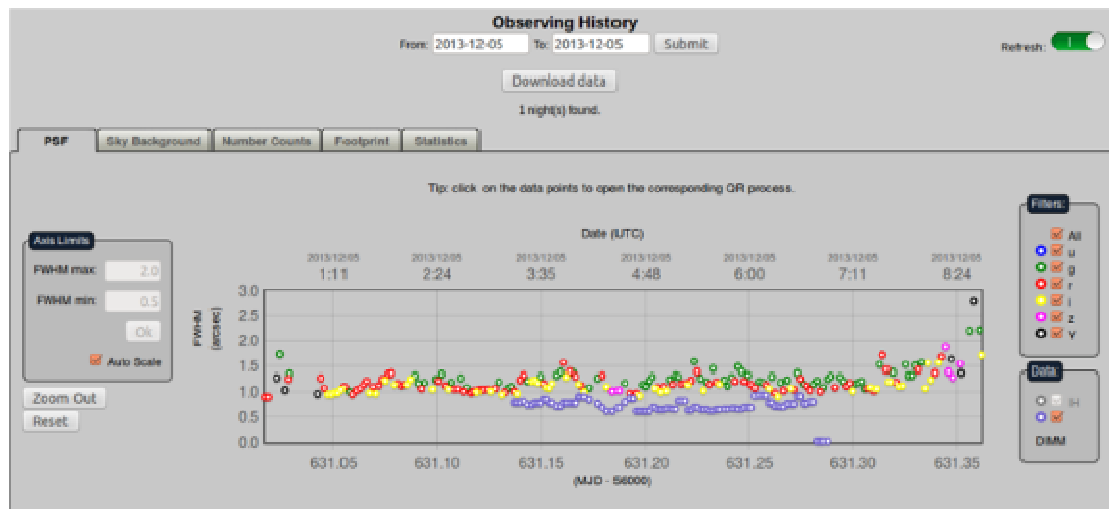 Observing History
From: 2013-12-05 To: 2013-12-05 Submit
Refresh:
Download data
1 night(s) found.
PSF Sky Background Number Counts Footprint Statistics
Tip: click on the data points to open the corresponding QR process.
Axis Limits
FWHM max: 2.0
FWHM min: 0.5
Ok
Auto Scale
Zoom Out
Reset
Date (UTC)
2013/12/05 2013/12/05 2013/12/05 2013/12/05 2013/12/05 2013/12/05 2013/12/05
1:11 2:24 3:35 4:48 6:00 7:11 8:24
FWHM
(arcsec)
3.0
2.5
2.0
1.5
1.0
0.5
0.0
631.05 631.10 631.15 631.20 631.25 631.30 631.35
(MJD - 56000)
Filters:
All
u
g
r
i
z
Y
Data:
DIMM